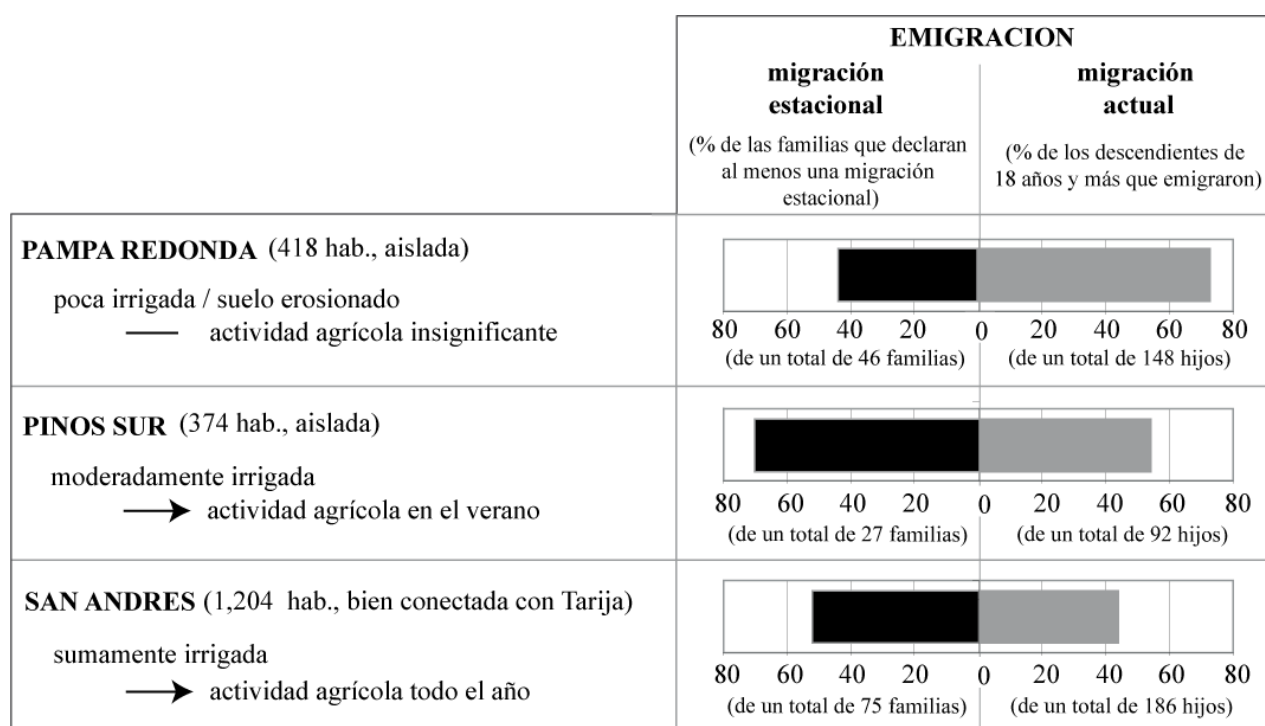 EMIGRACION
migración
estacional
(% de las familias que declaran
al menos una migración
estacional)
migración
actual
(% de los descendientes de
18 años y más que emigraron)
PAMPA REDONDA (418 hab., aislada)
poca irrigada / suelo erosionado
actividad agrícola insignificante
80 60 40 20 0 20 40 60 80
(de un total de 46 familias) (de un total de 148 hijos)
PINOS SUR (374 hab., aislada)
moderadamente irrigada
actividad agrícola en el verano
80 60 40 20 0 20 40 60 80
(de un total de 27 familias) (de un total de 92 hijos)
SAN ANDRES (1,204 hab., bien conectada con Tarija)
sumamente irrigada
actividad agrícola todo el año
80 60 40 20 0 20 40 60 80
(de un total de 75 familias) (de un total de 186 hijos)